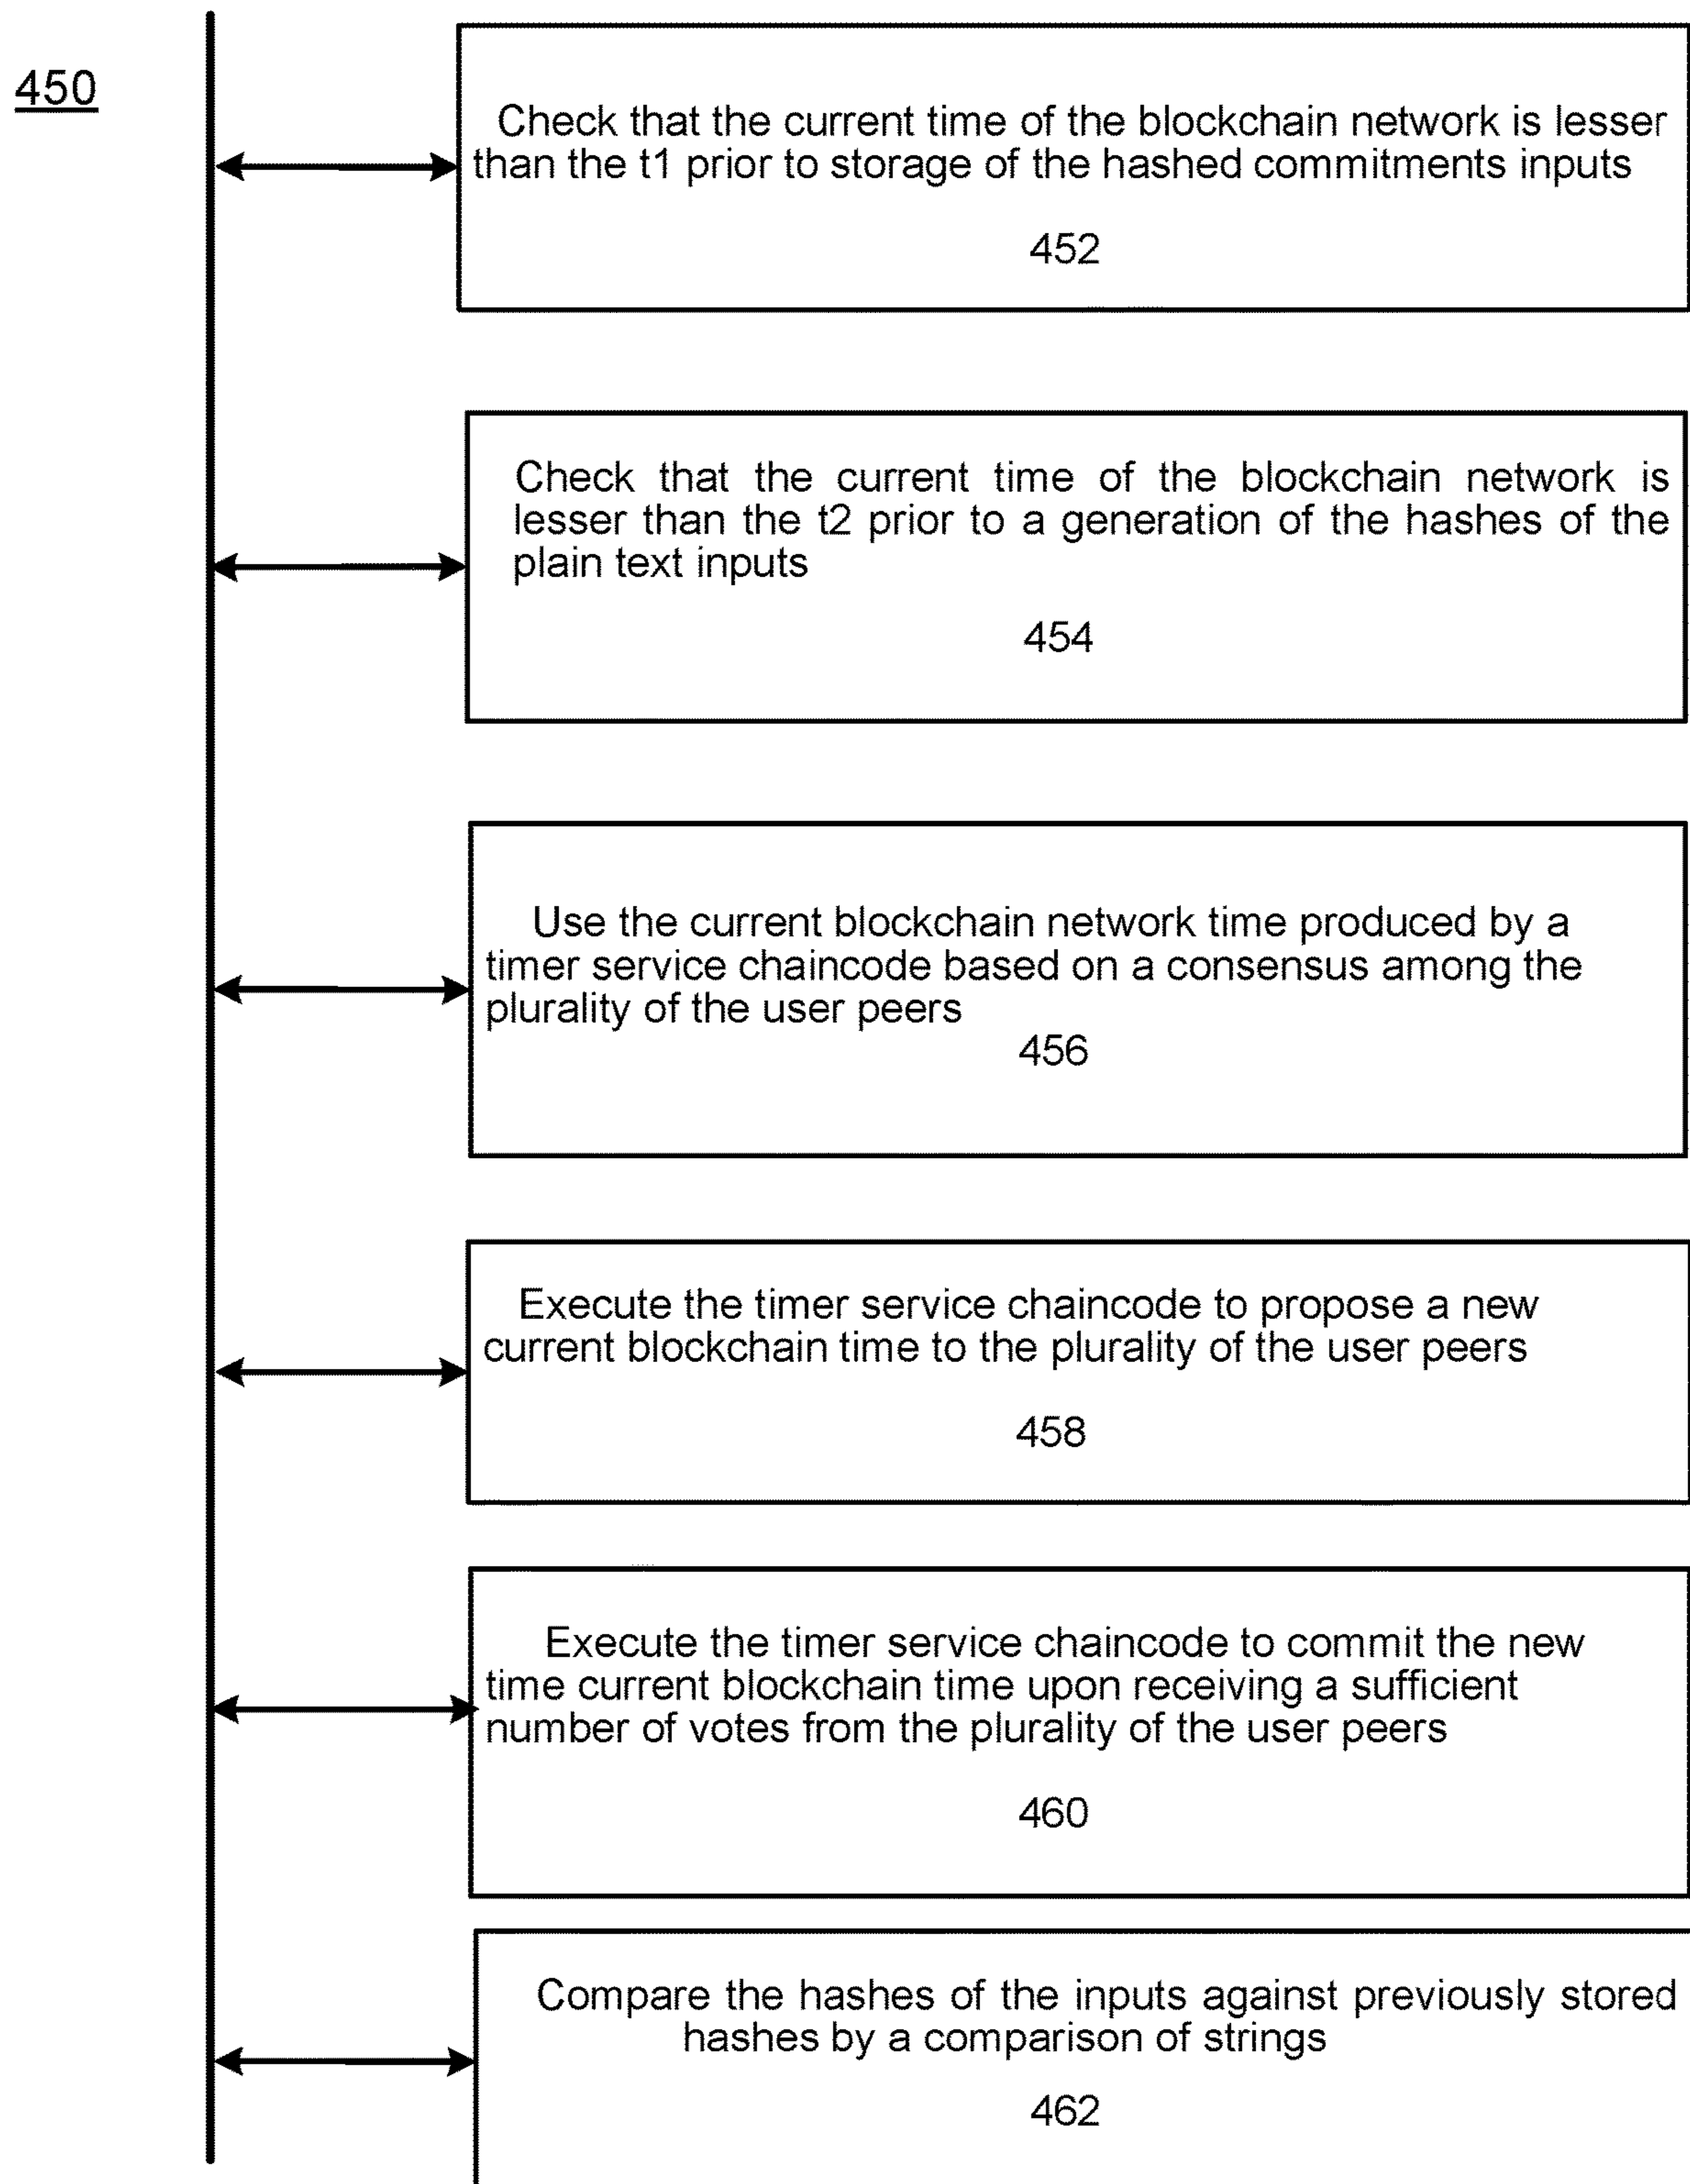 450
Check that the current time of the blockchain network is lesser
than the t1 prior to storage of the hashed commitments inputs
452
Check that the current time of the blockchain network is
lesser than the t2 prior to a generation of the hashes of the
plain text inputs
454
Use the current blockchain network time produced by a
timer service chaincode based on a consensus among the
plurality of the user peers
456
Execute the timer service chaincode to propose a new
current blockchain time to the plurality of the user peers
458
Execute the timer service chaincode to commit the new
time current blockchain time upon receiving a sufficient
number of votes from the plurality of the user peers
460
Compare the hashes of the inputs against previously stored
hashes by a comparison of strings
462